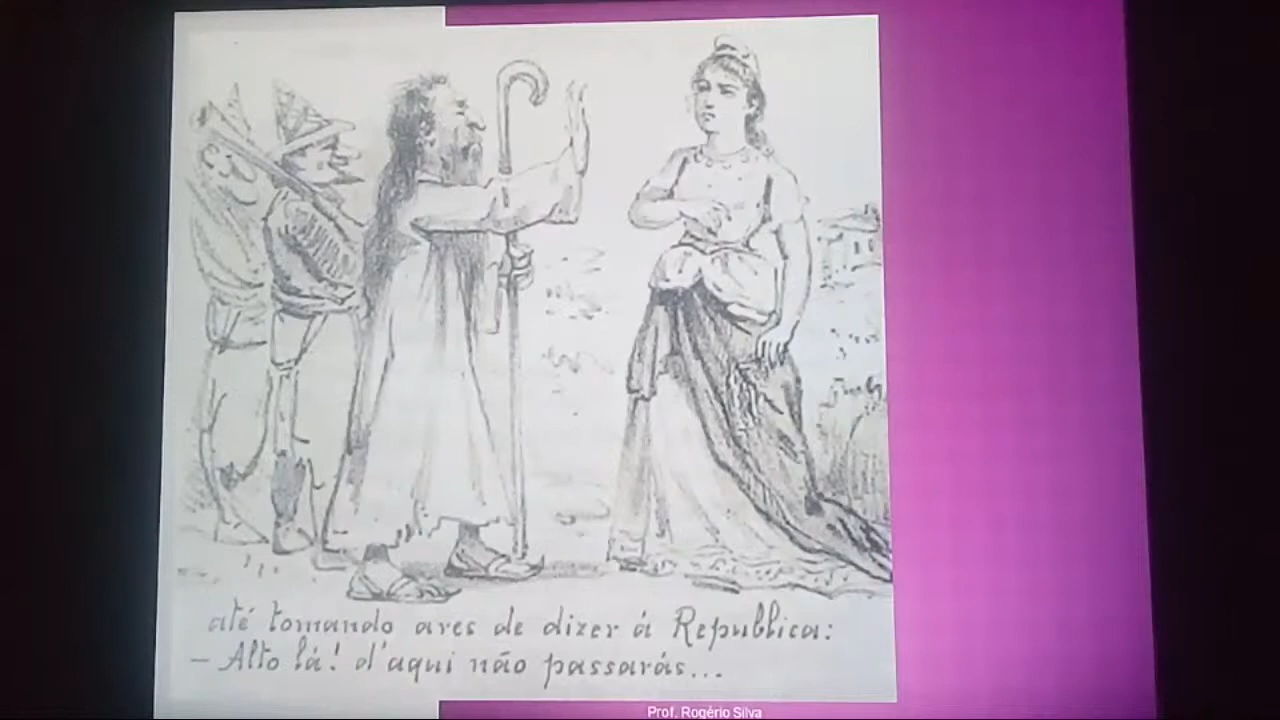 até tomando ares de dizer á Republica:
— Alto lá! d'aqui não passarás...
Prof. Rogério Silva